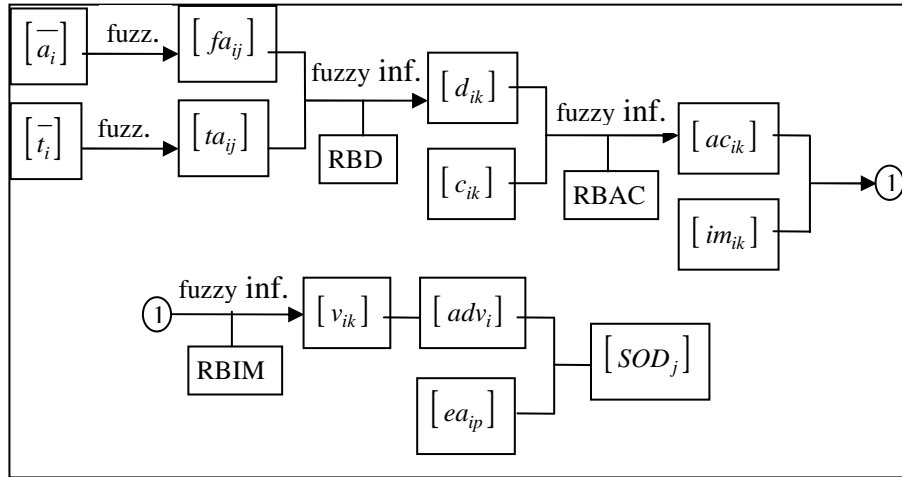 [a̅_i]
fuzz.
[fa_ij]
fuzzy inf.
[d_ik]
fuzzy inf.
[t̅_i]
fuzz.
[ta_ij]
RBD
[c_ik]
RBAC
[ac_ik]
[im_ik]
1
1
fuzzy inf.
[v_ik]
[adv_i]
RBIM
[ea_ip]
[SOD_j]